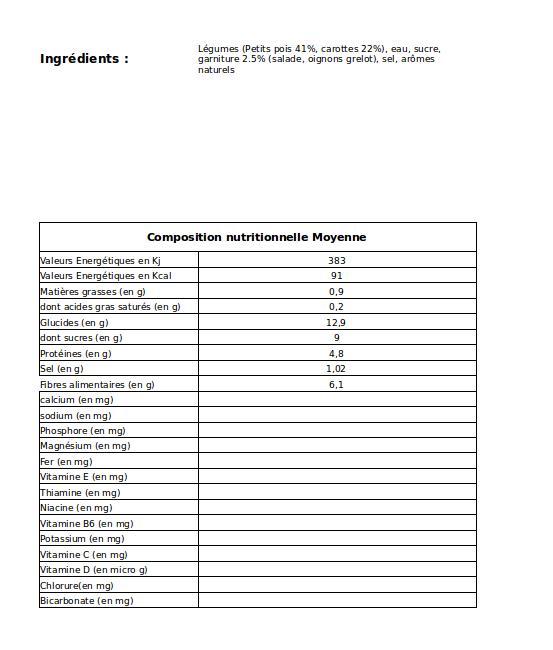 Ingrédients :
Légumes (Petits pois 41%, carottes 22%), eau, sucre,
garniture 2.5% (salade, oignons grelot), sel, arômes
naturels
Composition nutritionnelle Moyenne
Valeurs Energétiques en Kj 383
Valeurs Energétiques en Kcal 91
Matières grasses (en g) 0,9
dont acides gras saturés (en g) 0,2
Glucides (en g) 12,9
dont sucres (en g) 9
Protéines (en g) 4,8
Sel (en g) 1,02
Fibres alimentaires (en g) 6,1
calcium (en mg)
sodium (en mg)
Phosphore (en mg)
Magnésium (en mg)
Fer (en mg)
Vitamine E (en mg)
Thiamine (en mg)
Niacine (en mg)
Vitamine B6 (en mg)
Potassium (en mg)
Vitamine C (en mg)
Vitamine D (en micro g)
Chlorure(en mg)
Bicarbonate (en mg)